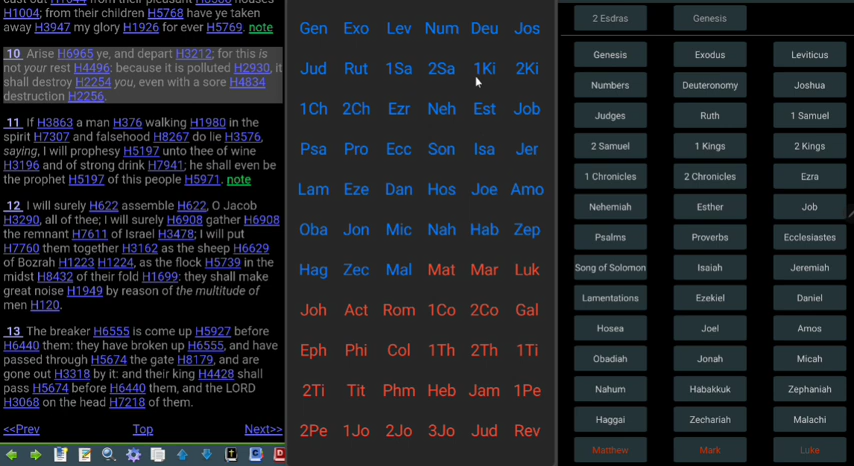 cast out H1644 from their pleasant H8588 houses
H1004; from their children H5768 have ye taken
away H3947 my glory H1926 for ever H5769. note
10 Arise H6965 ye, and depart H3212; for this is
not your rest H4496: because it is polluted H2930, it
shall destroy H2254 you, even with a sore H4834
destruction H2256.
11 If H3863 a man H376 walking H1980 in the
spirit H7307 and falsehood H8267 do lie H3576,
saying, I will prophesy H5197 unto thee of wine
H3196 and of strong drink H7941; he shall even be
the prophet H5197 of this people H5971. note
12 I will surely H622 assemble H622, O Jacob
H3290, all of thee; I will surely H6908 gather H6908
the remnant H7611 of Israel H3478; I will put
H7760 them together H3162 as the sheep H6629
of Bozrah H1223 H1224, as the flock H5739 in the
midst H8432 of their fold H1699: they shall make
great noise H1949 by reason of the multitude of
men H120.
13 The breaker H6555 is come up H5927 before
H6440 them: they have broken up H6555, and have
passed through H5674 the gate H8179, and are
gone out H3318 by it: and their king H4428 shall
pass H5674 before H6440 them, and the LORD
H3068 on the head H7218 of them.
<<Prev Top Next>>
Gen Exo Lev Num Deu Jos
Jud Rut 1Sa 2Sa 1Ki 2Ki
1Ch 2Ch Ezr Neh Est Job
Psa Pro Ecc Son Isa Jer
Lam Eze Dan Hos Joe Amo
Oba Jon Mic Nah Hab Zep
Hag Zec Mal Mat Mar Luk
Joh Act Rom 1Co 2Co Gal
Eph Phi Col 1Th 2Th 1Ti
2Ti Tit Phm Heb Jam 1Pe
2Pe 1Jo 2Jo 3Jo Jud Rev
2 Esdras Genesis
Genesis Exodus Leviticus
Numbers Deuteronomy Joshua
Judges Ruth 1 Samuel
2 Samuel 1 Kings 2 Kings
1 Chronicles 2 Chronicles Ezra
Nehemiah Esther Job
Psalms Proverbs Ecclesiastes
Song of Solomon Isaiah Jeremiah
Lamentations Ezekiel Daniel
Hosea Joel Amos
Obadiah Jonah Micah
Nahum Habakkuk Zephaniah
Haggai Zechariah Malachi
Matthew Mark Luke